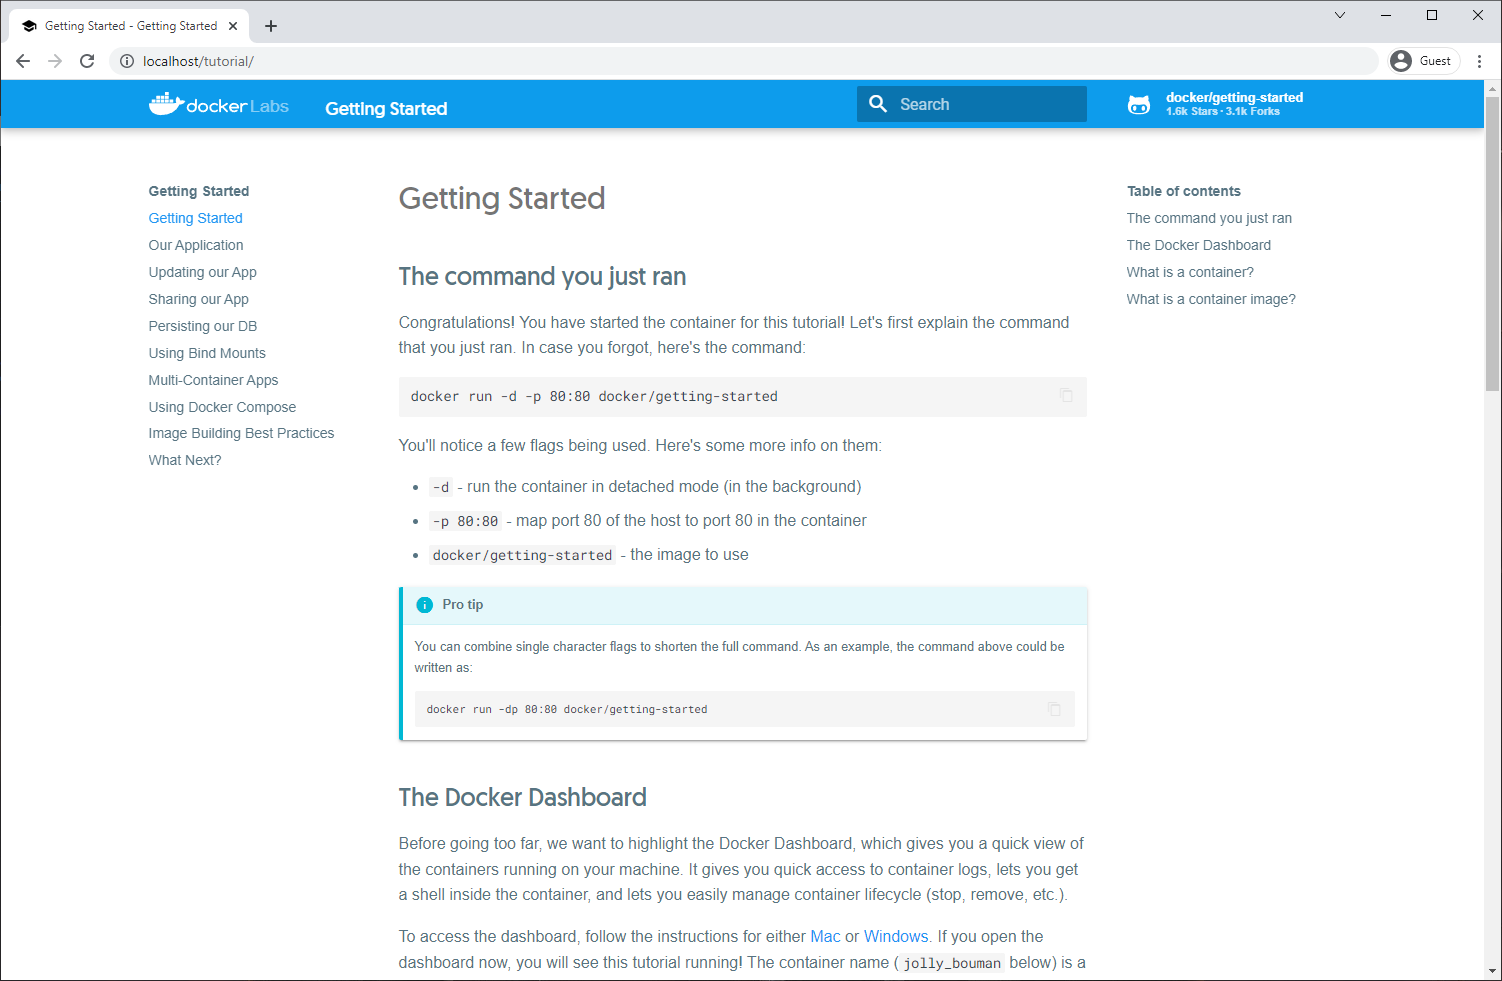 Getting Started - Getting Started
localhost/tutorial/
Guest
docker Labs
Getting Started
Search
docker/getting-started
1.6k Stars · 3.1k Forks
Getting Started
Getting Started
Our Application
Updating our App
Sharing our App
Persisting our DB
Using Bind Mounts
Multi-Container Apps
Using Docker Compose
Image Building Best Practices
What Next?
Getting Started
The command you just ran
Congratulations! You have started the container for this tutorial! Let's first explain the command
that you just ran. In case you forgot, here's the command:
docker run -d -p 80:80 docker/getting-started
You'll notice a few flags being used. Here's some more info on them:
• -d - run the container in detached mode (in the background)
• -p 80:80 - map port 80 of the host to port 80 in the container
• docker/getting-started - the image to use
Pro tip
You can combine single character flags to shorten the full command. As an example, the command above could be
written as:
docker run -dp 80:80 docker/getting-started
The Docker Dashboard
Before going too far, we want to highlight the Docker Dashboard, which gives you a quick view of
the containers running on your machine. It gives you quick access to container logs, lets you get
a shell inside the container, and lets you easily manage container lifecycle (stop, remove, etc.).
To access the dashboard, follow the instructions for either Mac or Windows. If you open the
dashboard now, you will see this tutorial running! The container name ( jolly_bouman below) is a
Table of contents
The command you just ran
The Docker Dashboard
What is a container?
What is a container image?